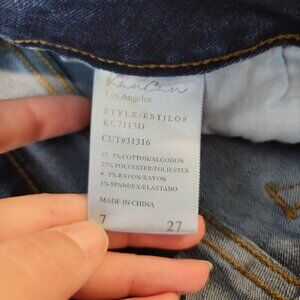 KanCan
Los Angeles
STYLE/ESTILO#
KC7113D
CUT#31316
67.5%COTTON/ALGODON
25%POLYESTER/POLIESTER
6.5%RAYON/RAYON
1%SPANDEX/ELASTANO
MADE IN CHINA
7 27